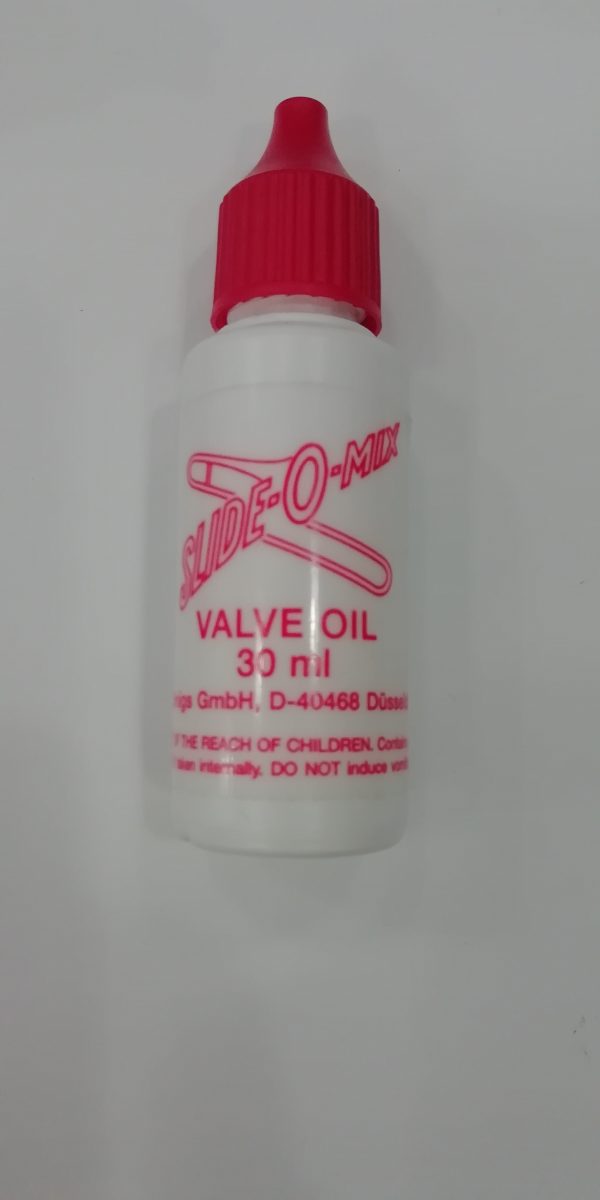 SLIDE-O-MIX
VALVE OIL
30 ml
GmbH, D-40468
THE REACH OF CHILDREN.
internally. DO NOT induce